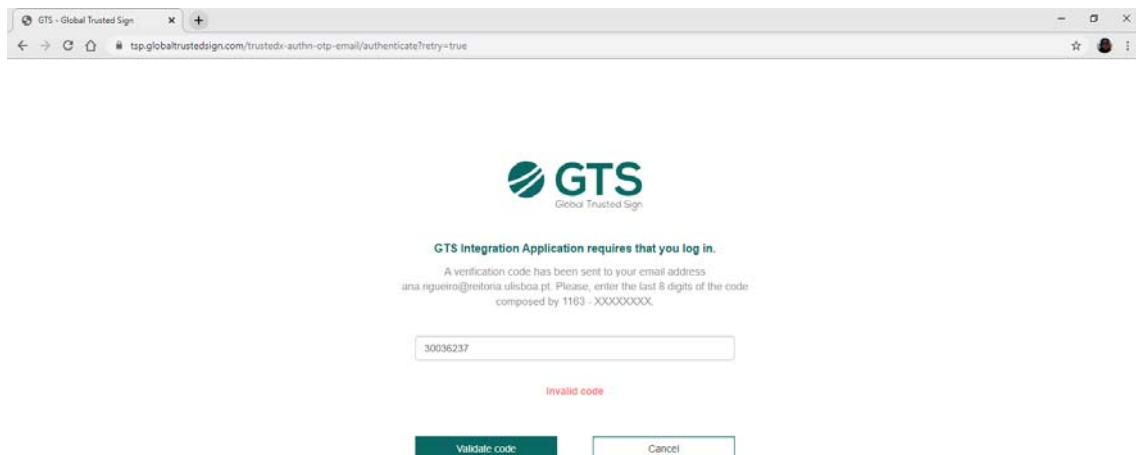 GTS - Global Trusted Sign
tsp.globaltrustedsign.com/trustedx-authn-otp-email/authenticate?retry=true
GTS
Global Trusted Sign
GTS Integration Application requires that you log in.
A verification code has been sent to your email address
ana.rigueiro@reitoria.ulisboa.pt. Please, enter the last 8 digits of the code
composed by 1163 - XXXXXXXX.
30036237
Invalid code
Validate code Cancel